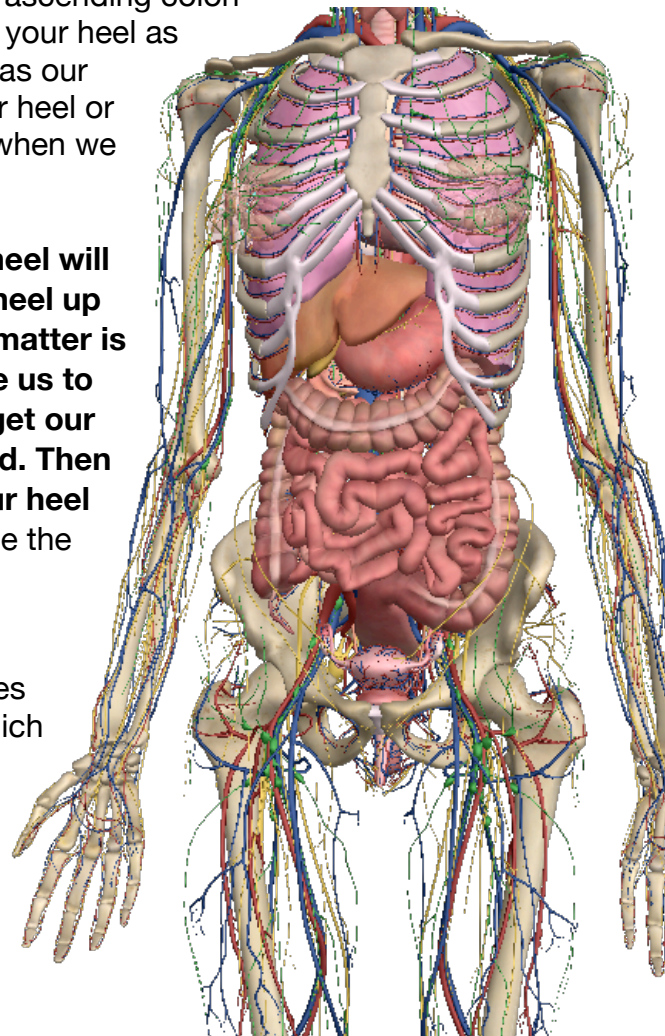 ascending colon
your heel as
as our
r heel or
when we
heel will
heel up
matter is
e us to
get our
d. Then
ur heel
e the
es
ich